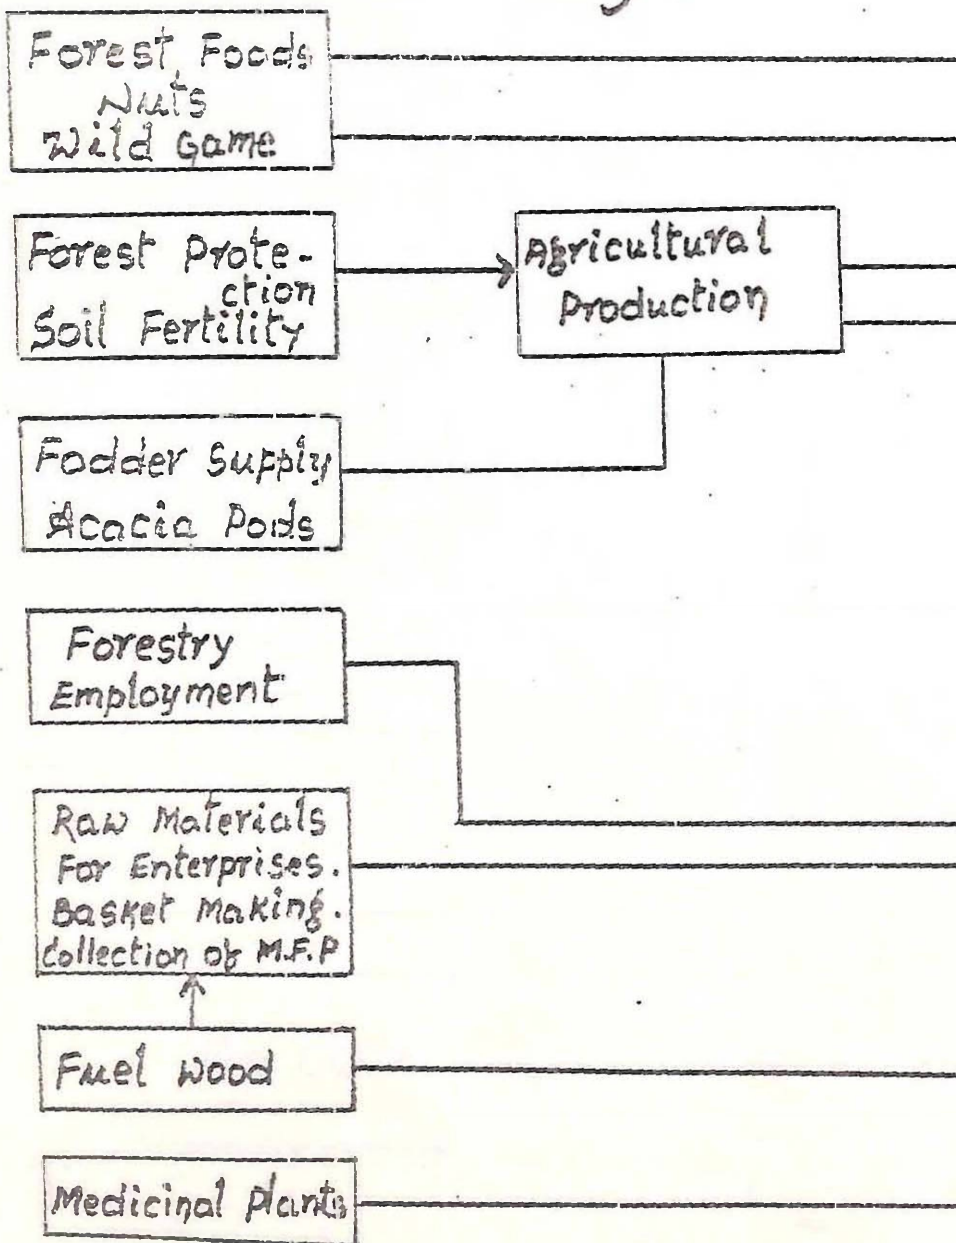 Forest Foods
Nuts
Wild Game
Forest Prote-
ction
Soil Fertility
Agricultural
Production
Fodder Supply
Acacia Pods
Forestry
Employment
Raw Materials
For Enterprises.
Basket Making.
Collection of M.F.P
Fuel Wood
Medicinal Plants